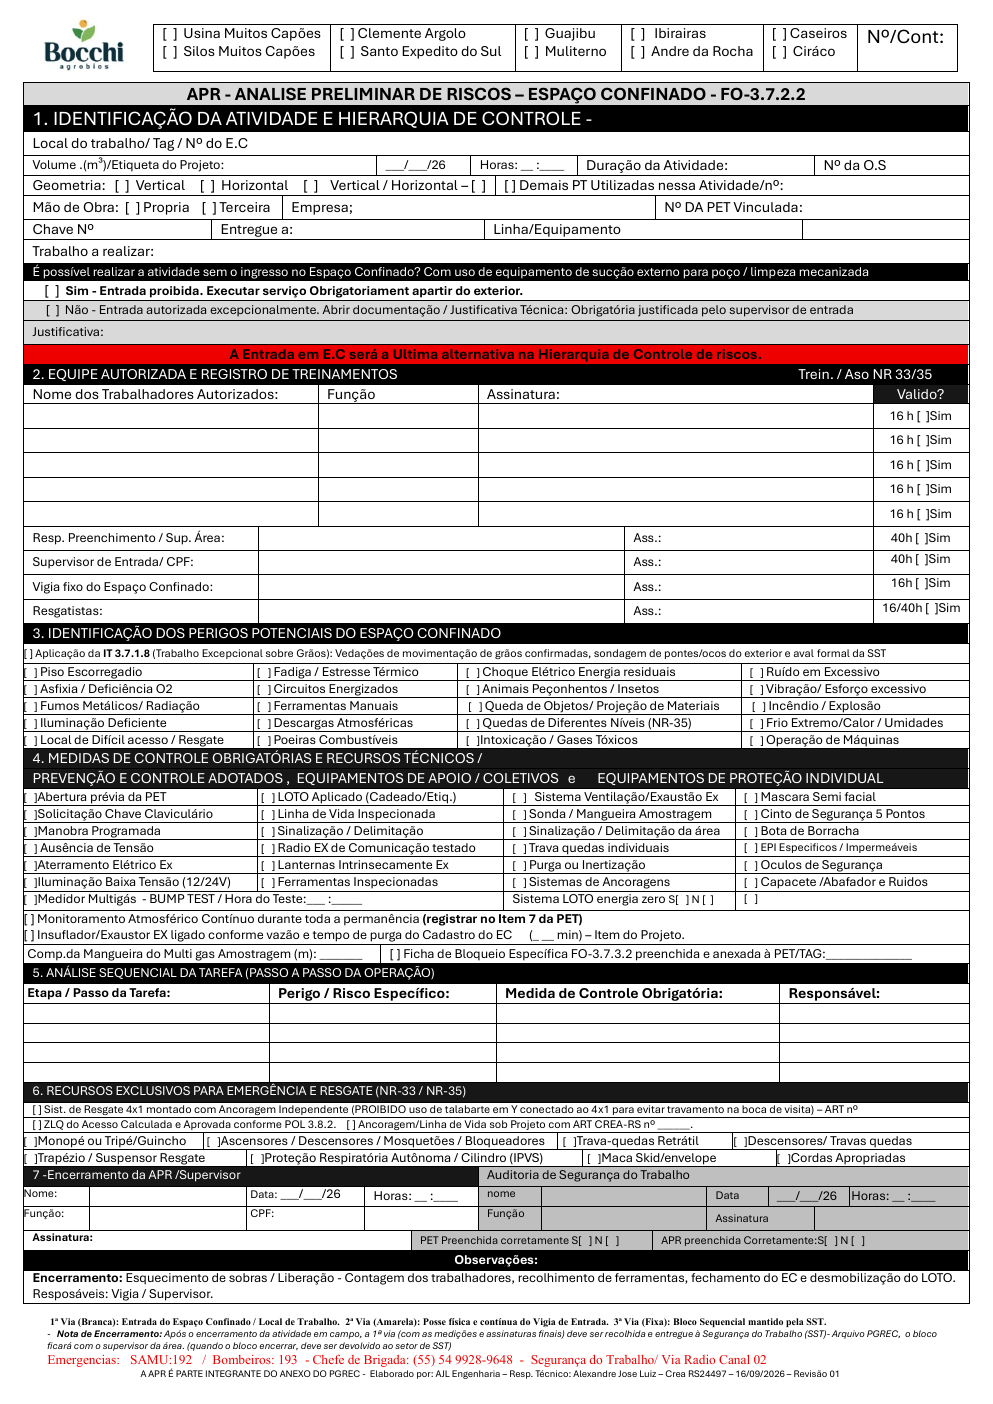 Bocchi
agrobios
[ ] Usina Muitos Capões [ ] Clemente Argolo [ ] Guajibu [ ] Ibirairas [ ] Caseiros Nº/Cont:
[ ] Silos Muitos Capões [ ] Santo Expedito do Sul [ ] Muliterno [ ] Andre da Rocha [ ] Ciráco
APR - ANALISE PRELIMINAR DE RISCOS – ESPAÇO CONFINADO - FO-3.7.2.2
1. IDENTIFICAÇÃO DA ATIVIDADE E HIERARQUIA DE CONTROLE -
Local do trabalho/ Tag / Nº do E.C
Volume .(m³)/Etiqueta do Projeto: ___/___/26 Horas: __ :____ Duração da Atividade: Nº da O.S
Geometria: [ ] Vertical [ ] Horizontal [ ] Vertical / Horizontal – [ ] [ ] Demais PT Utilizadas nessa Atividade/nº:
Mão de Obra: [ ] Propria [ ] Terceira Empresa; Nº DA PET Vinculada:
Chave Nº Entregue a: Linha/Equipamento
Trabalho a realizar:
É possível realizar a atividade sem o ingresso no Espaço Confinado? Com uso de equipamento de sucção externo para poço / limpeza mecanizada
[ ] Sim - Entrada proibida. Executar serviço Obrigatoriament apartir do exterior.
[ ] Não - Entrada autorizada excepcionalmente. Abrir documentação / Justificativa Técnica: Obrigatória justificada pelo supervisor de entrada
Justificativa:
A Entrada em E.C será a Ultima alternativa na Hierarquia de Controle de riscos.
2. EQUIPE AUTORIZADA E REGISTRO DE TREINAMENTOS Trein. / Aso NR 33/35
Nome dos Trabalhadores Autorizados: Função Assinatura: Valido?
16 h [ ]Sim
16 h [ ]Sim
16 h [ ]Sim
16 h [ ]Sim
16 h [ ]Sim
Resp. Preenchimento / Sup. Área: Ass.: 40h [ ]Sim
Supervisor de Entrada/ CPF: Ass.: 40h [ ]Sim
Vigia fixo do Espaço Confinado: Ass.: 16h [ ]Sim
Resgatistas: Ass.: 16/40h [ ]Sim
3. IDENTIFICAÇÃO DOS PERIGOS POTENCIAIS DO ESPAÇO CONFINADO
[ ] Aplicação da IT 3.7.1.8 (Trabalho Excepcional sobre Grãos): Vedações de movimentação de grãos confirmadas, sondagem de pontes/ocos do exterior e aval formal da SST
[ ] Piso Escorregadio [ ] Fadiga / Estresse Térmico [ ] Choque Elétrico Energia residuais [ ] Ruído em Excessivo
[ ] Asfixia / Deficiência O2 [ ] Circuitos Energizados [ ] Animais Peçonhentos / Insetos [ ] Vibração/ Esforço excessivo
[ ] Fumos Metálicos/ Radiação [ ] Ferramentas Manuais [ ] Queda de Objetos/ Projeção de Materiais [ ] Incêndio / Explosão
[ ] Iluminação Deficiente [ ] Descargas Atmosféricas [ ] Quedas de Diferentes Níveis (NR-35) [ ] Frio Extremo/Calor / Umidades
[ ] Local de Difícil acesso / Resgate [ ] Poeiras Combustíveis [ ]Intoxicação / Gases Tóxicos [ ] Operação de Máquinas
4. MEDIDAS DE CONTROLE OBRIGATÓRIAS E RECURSOS TÉCNICOS /
PREVENÇÃO E CONTROLE ADOTADOS , EQUIPAMENTOS DE APOIO / COLETIVOS e EQUIPAMENTOS DE PROTEÇÃO INDIVIDUAL
[ ]Abertura prévia da PET [ ] LOTO Aplicado (Cadeado/Etiq.) [ ] Sistema Ventilação/Exaustão Ex [ ] Mascara Semi facial
[ ]Solicitação Chave Claviculário [ ] Linha de Vida Inspecionada [ ] Sonda / Mangueira Amostragem [ ] Cinto de Segurança 5 Pontos
[ ]Manobra Programada [ ] Sinalização / Delimitação [ ] Sinalização / Delimitação da área [ ] Bota de Borracha
[ ] Ausência de Tensão [ ] Radio EX de Comunicação testado [ ] Trava quedas individuais [ ] EPI Especificos / Impermeáveis
[ ]Aterramento Elétrico Ex [ ] Lanternas Intrinsecamente Ex [ ] Purga ou Inertização [ ] Oculos de Segurança
[ ]Iluminação Baixa Tensão (12/24V) [ ] Ferramentas Inspecionadas [ ] Sistemas de Ancoragens [ ] Capacete /Abafador e Ruidos
[ ]Medidor Multigás - BUMP TEST / Hora do Teste:___ :_____ Sistema LOTO energia zero S[ ] N [ ] [ ]
[ ] Monitoramento Atmosférico Contínuo durante toda a permanência (registrar no Item 7 da PET)
[ ] Insuflador/Exaustor EX ligado conforme vazão e tempo de purga do Cadastro do EC (_ __ min) – Item do Projeto.
Comp.da Mangueira do Multi gas Amostragem (m): _______ [ ] Ficha de Bloqueio Específica FO-3.7.3.2 preenchida e anexada à PET/TAG:______________
5. ANÁLISE SEQUENCIAL DA TAREFA (PASSO A PASSO DA OPERAÇÃO)
Etapa / Passo da Tarefa: Perigo / Risco Específico: Medida de Controle Obrigatória: Responsável:
6. RECURSOS EXCLUSIVOS PARA EMERGÊNCIA E RESGATE (NR-33 / NR-35)
[ ] Sist. de Resgate 4x1 montado com Ancoragem Independente (PROIBIDO uso de talabarte em Y conectado ao 4x1 para evitar travamento na boca de visita) – ART nº
[ ] ZLQ do Acesso Calculada e Aprovada conforme POL 3.8.2. [ ] Ancoragem/Linha de Vida sob Projeto com ART CREA-RS nº ______.
[ ]Monopé ou Tripé/Guincho [ ]Ascensores / Descensores / Mosquetões / Bloqueadores [ ]Trava-quedas Retrátil [ ]Descensores/ Travas quedas
[ ]Trapézio / Suspensor Resgate [ ]Proteção Respiratória Autônoma / Cilindro (IPVS) [ ]Maca Skid/envelope [ ]Cordas Apropriadas
7 -Encerramento da APR /Supervisor Auditoria de Segurança do Trabalho
Nome: Data: ___/___/26 Horas: __ :____ nome Data ___/___/26 Horas: __ :____
Função: CPF: Função Assinatura
Assinatura: PET Preenchida corretamente S[ ] N [ ] APR preenchida Corretamente:S[ ] N [ ]
Observações:
Encerramento: Esquecimento de sobras / Liberação - Contagem dos trabalhadores, recolhimento de ferramentas, fechamento do EC e desmobilização do LOTO.
Resposáveis: Vigia / Supervisor.
1ª Via (Branca): Entrada do Espaço Confinado / Local de Trabalho. 2ª Via (Amarela): Posse física e contínua do Vigia de Entrada. 3ª Via (Fixa): Bloco Sequencial mantido pela SST.
- Nota de Encerramento: Após o encerramento da atividade em campo, a 1ª via (com as medições e assinaturas finais) deve ser recolhida e entregue à Segurança do Trabalho (SST)- Arquivo PGREC, o bloco
ficará com o supervisor da área. (quando o bloco encerrar, deve ser devolvido ao setor de SST)
Emergencias: SAMU:192 / Bombeiros: 193 - Chefe de Brigada: (55) 54 9928-9648 - Segurança do Trabalho/ Via Radio Canal 02
A APR É PARTE INTEGRANTE DO ANEXO DO PGREC - Elaborado por: AJL Engenharia – Resp. Técnico: Alexandre Jose Luiz – Crea RS24497 – 16/09/2026 – Revisão 01